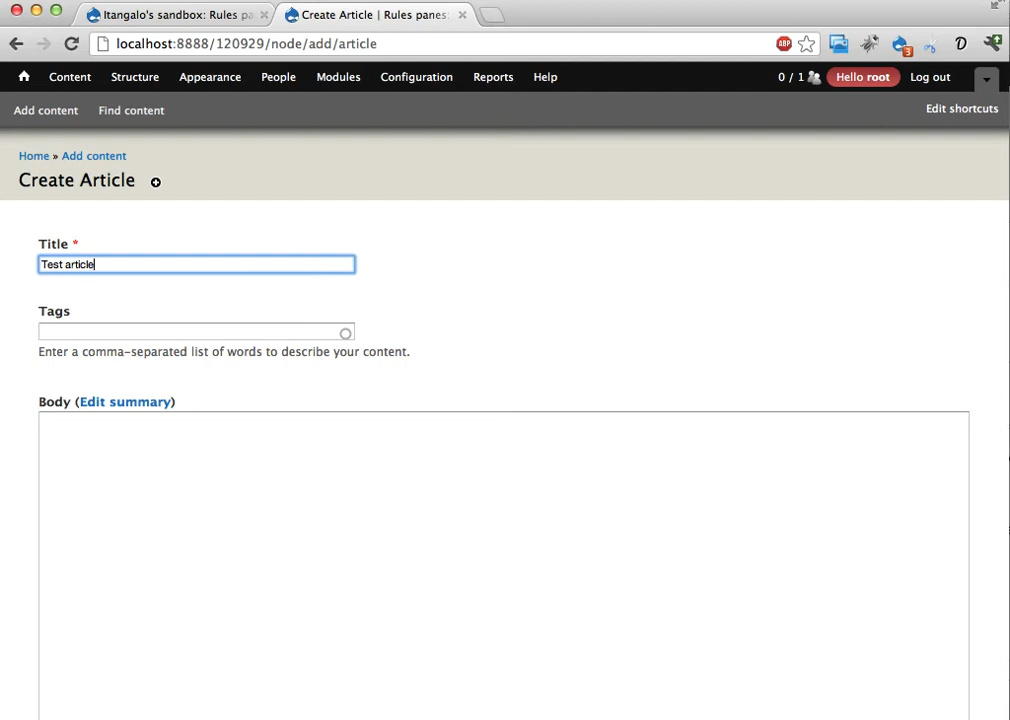 Itangalo's sandbox: Rules pa
Create Article | Rules panes:
localhost:8888/120929/node/add/article
ABP
3
D
Content Structure Appearance People Modules Configuration Reports Help
0 / 1 Hello root Log out
Add content Find content
Edit shortcuts
Home » Add content
Create Article
Title *
Test article
Tags
Enter a comma-separated list of words to describe your content.
Body (Edit summary)